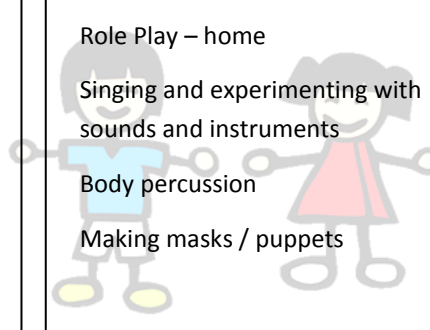 Role Play – home
Singing and experimenting with
sounds and instruments
Body percussion
Making masks / puppets